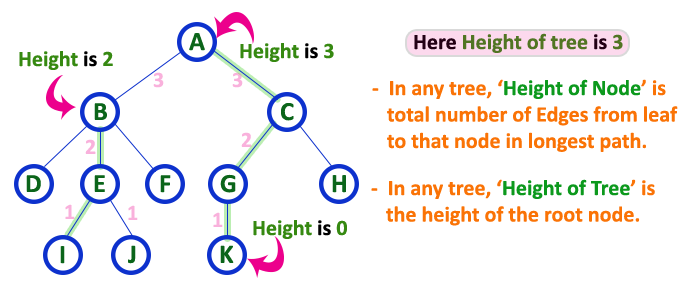 A
Height is 3
Here Height of tree is 3
Height is 2
3
3
B
C
- In any tree, ‘Height of Node’ is
total number of Edges from leaf
to that node in longest path.
2
2
D
E
F
G
H
- In any tree, ‘Height of Tree’ is
the height of the root node.
1
1
1
Height is 0
I
J
K